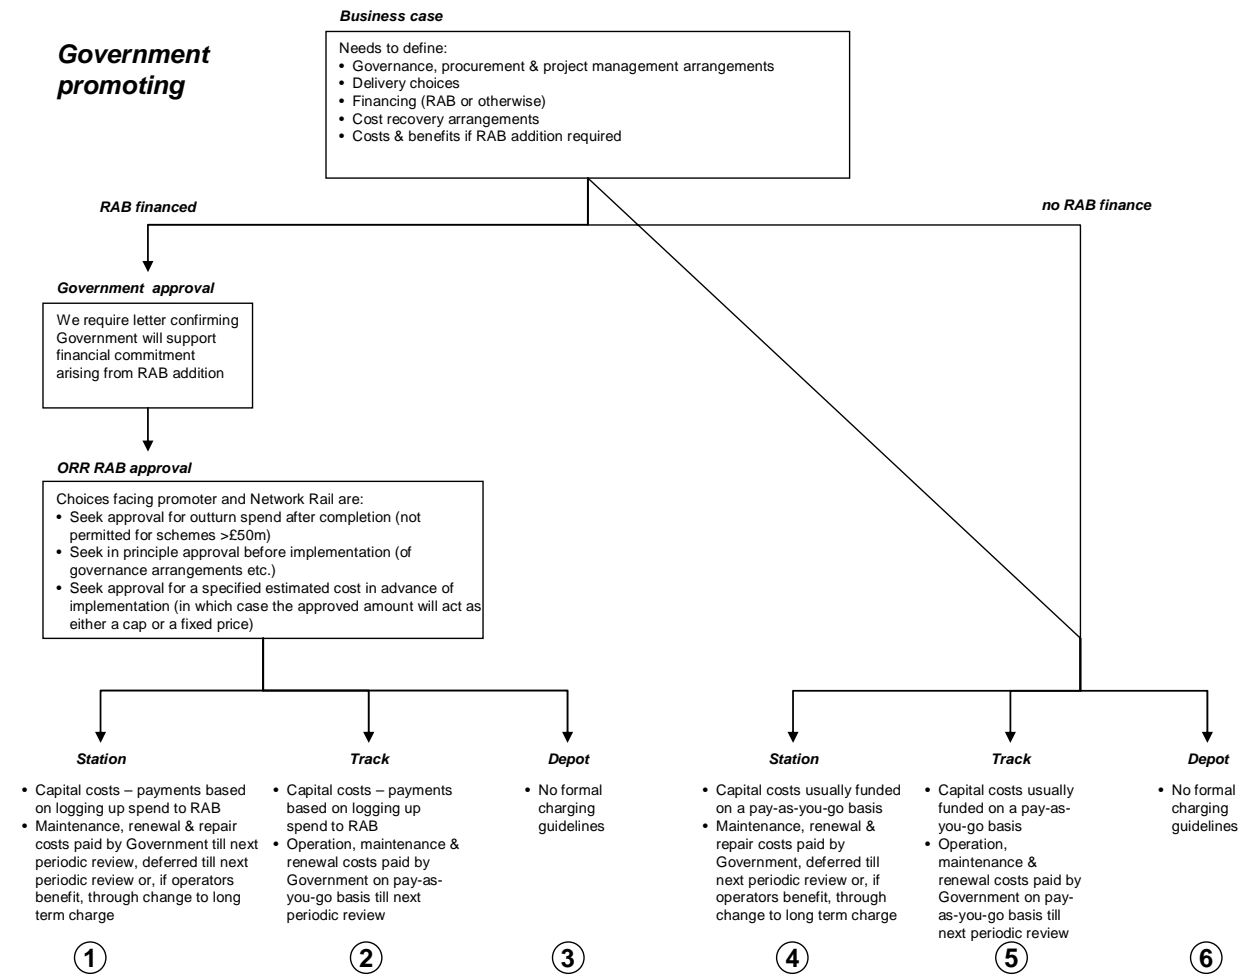 Business case
Government
promoting
Needs to define:
• Governance, procurement & project management arrangements
• Delivery choices
• Financing (RAB or otherwise)
• Cost recovery arrangements
• Costs & benefits if RAB addition required
RAB financed
no RAB finance
Government approval
We require letter confirming
Government will support
financial commitment
arising from RAB addition
ORR RAB approval
Choices facing promoter and Network Rail are:
• Seek approval for outturn spend after completion (not
permitted for schemes >£50m)
• Seek in principle approval before implementation (of
governance arrangements etc.)
• Seek approval for a specified estimated cost in advance of
implementation (in which case the approved amount will act as
either a cap or a fixed price)
Station
• Capital costs – payments based
on logging up spend to RAB
• Maintenance, renewal & repair
costs paid by Government till next
periodic review, deferred till next
periodic review or, if operators
benefit, through change to long
term charge
1
Track
• Capital costs – payments
based on logging up
spend to RAB
• Operation, maintenance &
renewal costs paid by
Government on pay-as-
you-go basis till next
periodic review
2
Depot
• No formal
charging
guidelines
3
Station
• Capital costs usually funded
on a pay-as-you-go basis
• Maintenance, renewal &
repair costs paid by
Government, deferred till
next periodic review or, if
operators benefit, through
change to long term charge
4
Track
• Capital costs usually
funded on a pay-as-
you-go basis
• Operation,
maintenance &
renewal costs paid by
Government on pay-
as-you-go basis till
next periodic review
5
Depot
• No formal
charging
guidelines
6